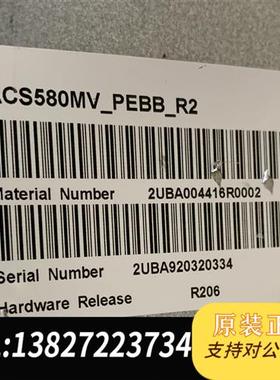 ACS580MV_PEBB_R2
Material Number 2UBA004416R0002
Serial Number 2UBA920320334
Hardware Release R206
:13827223734
原装正
支持对公